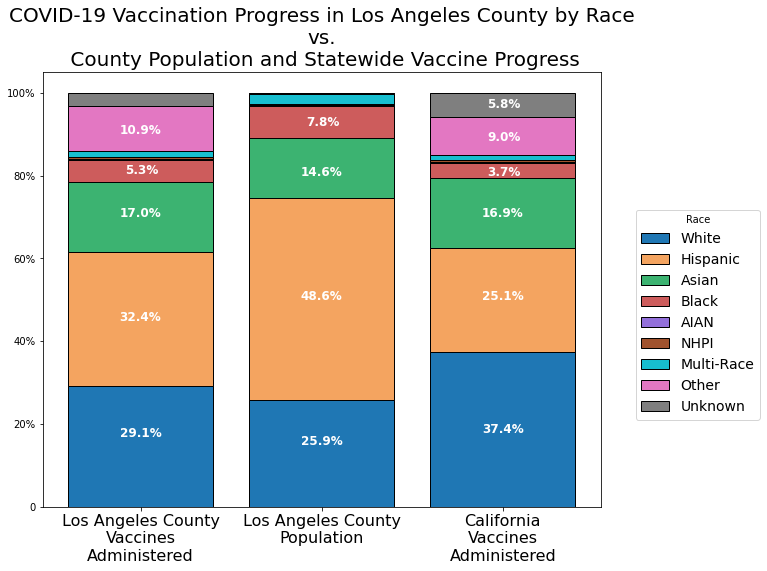 COVID-19 Vaccination Progress in Los Angeles County by Race
vs.
County Population and Statewide Vaccine Progress
100%
80%
60%
40%
20%
0
10.9%
5.3%
17.0%
32.4%
29.1%
7.8%
14.6%
48.6%
25.9%
5.8%
9.0%
3.7%
16.9%
25.1%
37.4%
Los Angeles County
Vaccines
Administered
Los Angeles County
Population
California
Vaccines
Administered
Race
White
Hispanic
Asian
Black
AIAN
NHPI
Multi-Race
Other
Unknown